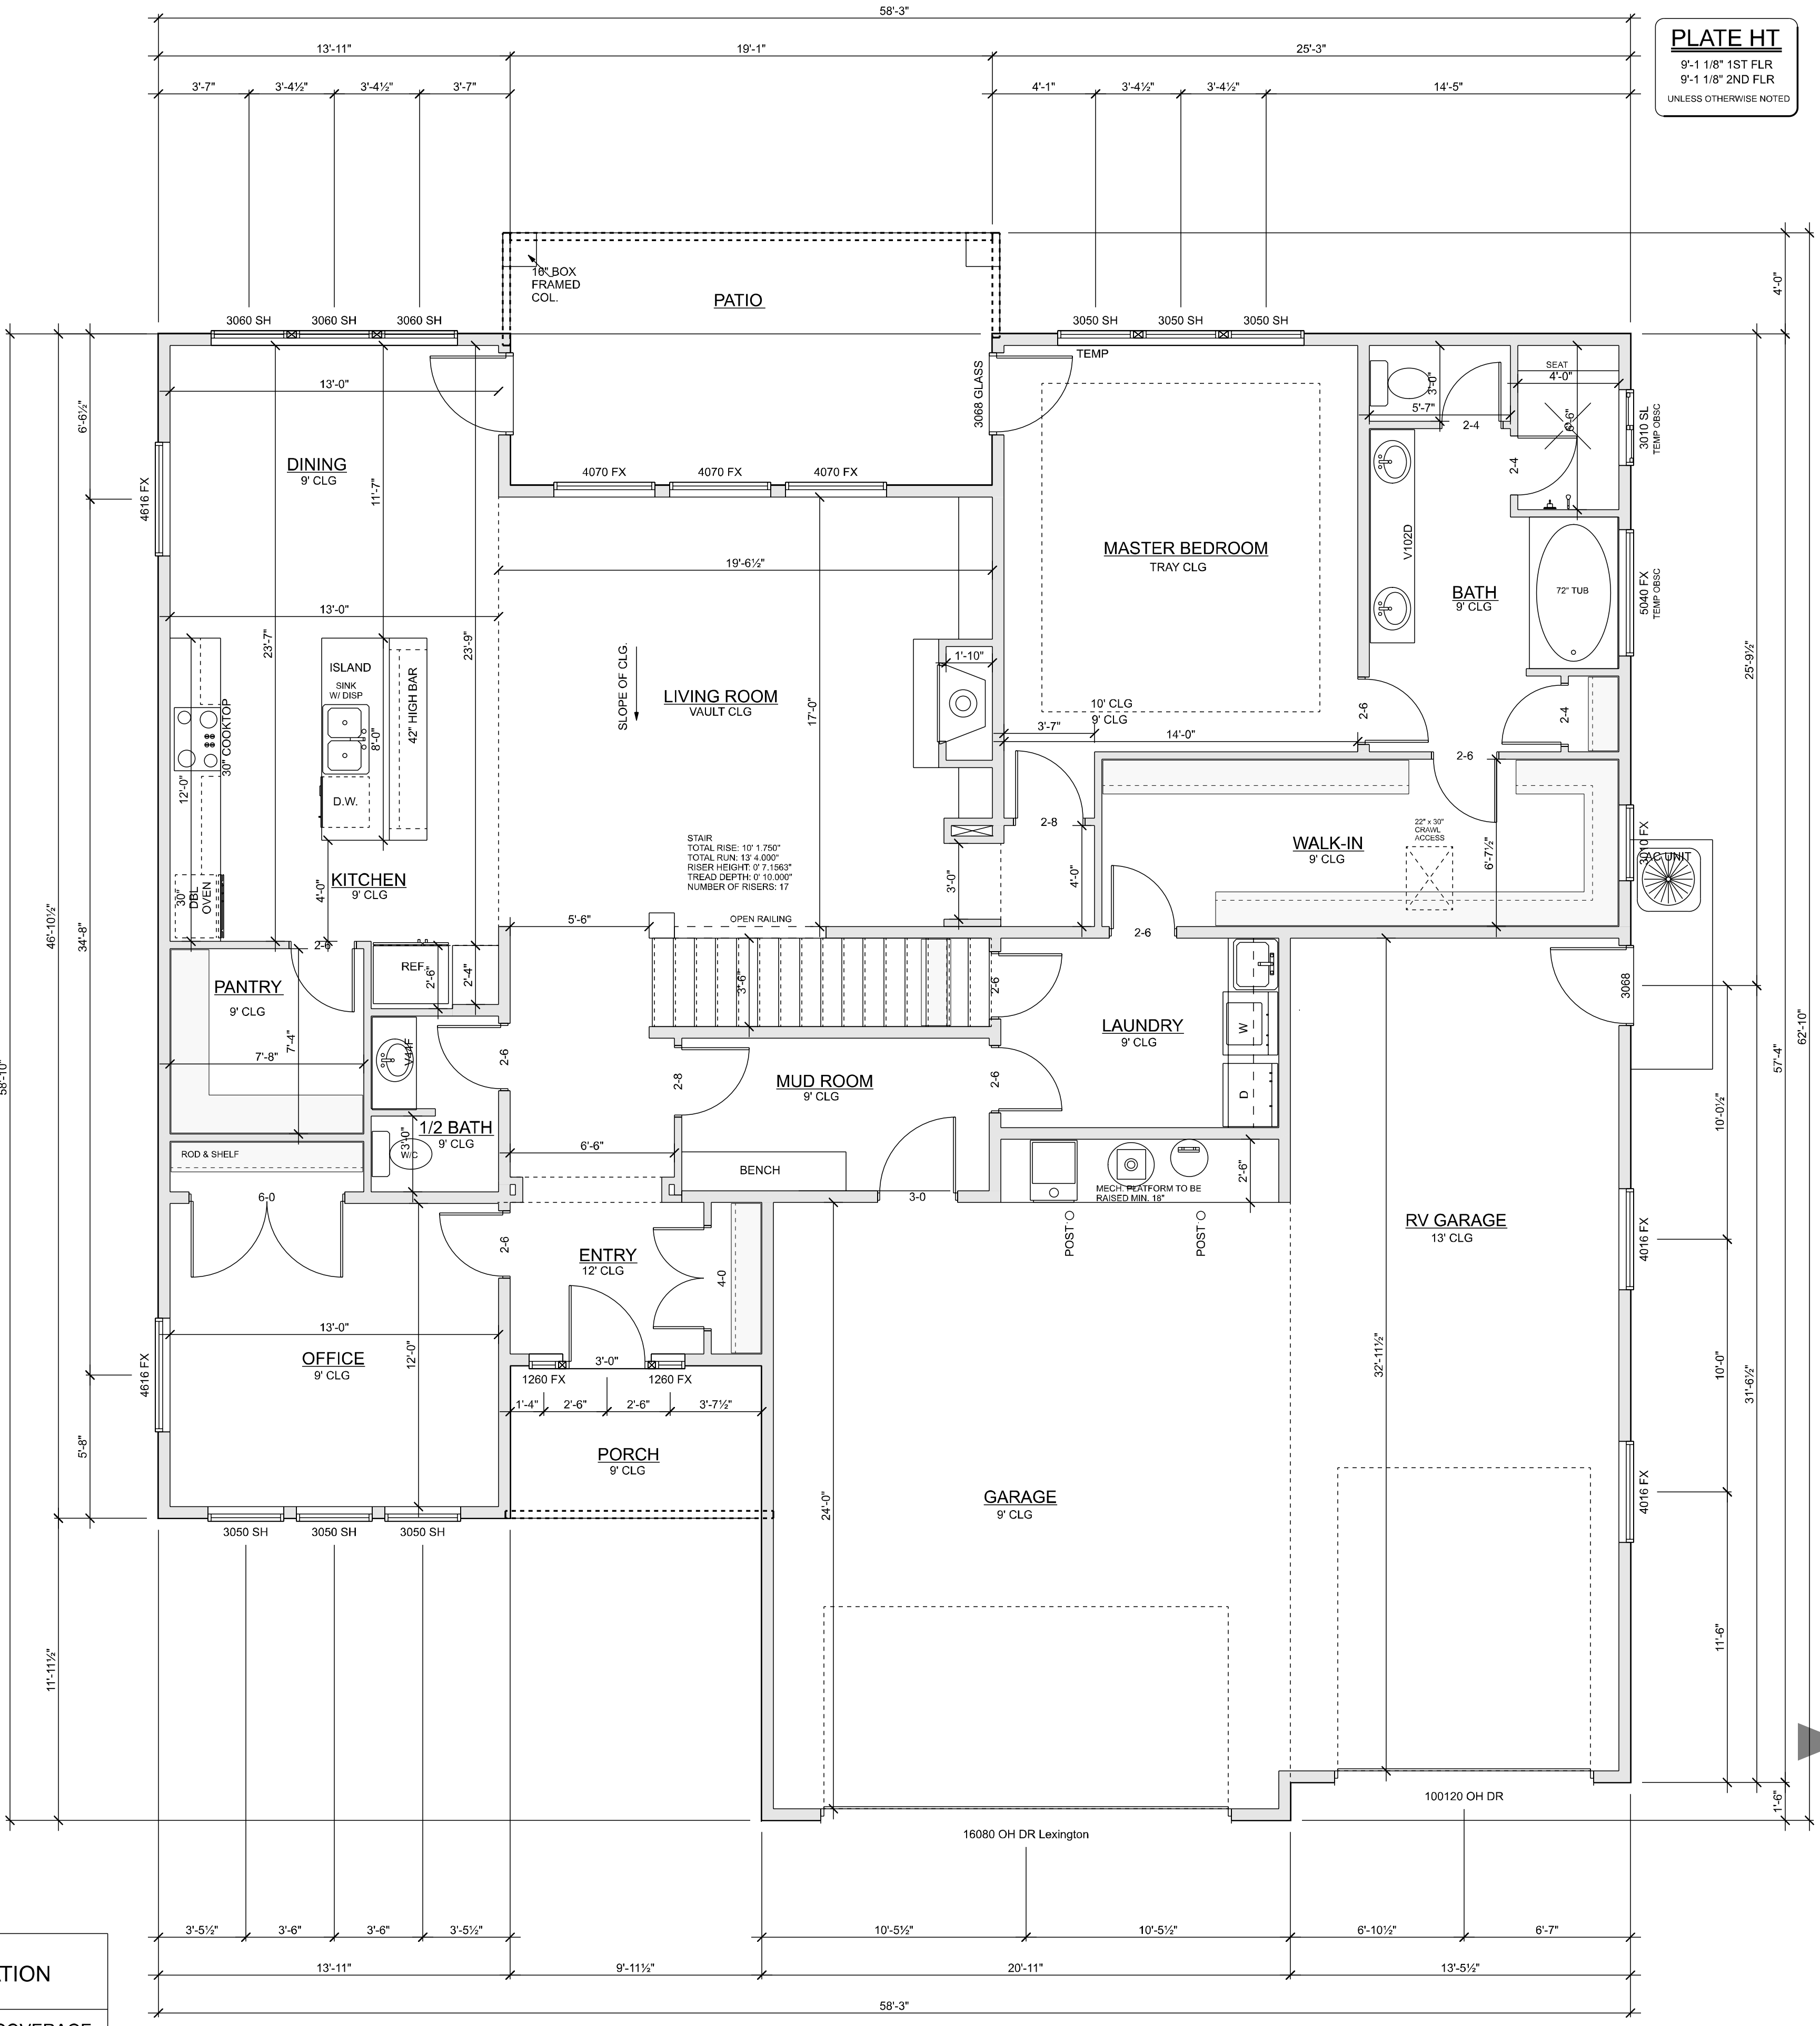 58'-3"
13'-11"
19'-1"
25'-3"
3'-7"
3'-4½"
3'-4½"
3'-7"
4'-1"
3'-4½"
3'-4½"
14'-5"
PLATE HT
9'-1 1/8" 1ST FLR
9'-1 1/8" 2ND FLR
UNLESS OTHERWISE NOTED
16" BOX
FRAMED
COL.
PATIO
4'-0"
3060 SH
3060 SH
3060 SH
3050 SH
3050 SH
3050 SH
TEMP
3068 GLASS
SEAT
4'-0"
3'-0"
5'-7"
2-4
2-4
3010 SL
TEMP OBSC
13'-0"
6'-6½"
DINING
9' CLG
11'-7"
4616 FX
4070 FX
4070 FX
4070 FX
MASTER BEDROOM
TRAY CLG
V102D
BATH
9' CLG
72" TUB
5040 FX
TEMP OBSC
19'-6½"
13'-0"
23'-7"
23'-9"
ISLAND
SINK
W/ DISP
42" HIGH BAR
8'-0"
30" COOKTOP
12'-0"
D.W.
SLOPE OF CLG.
LIVING ROOM
VAULT CLG
17'-0"
1'-10"
10' CLG
9' CLG
3'-7"
14'-0"
2-6
2-4
2-6
25'-9½"
STAIR
TOTAL RISE: 10' 1.750"
TOTAL RUN: 13' 4.000"
RISER HEIGHT: 0' 7.1563"
TREAD DEPTH: 0' 10.000"
NUMBER OF RISERS: 17
2-8
4'-0"
3'-0"
22" x 30"
CRAWL
ACCESS
WALK-IN
9' CLG
6'-7½"
3010 FX
AC UNIT
30"
DBL
OVEN
4'-0"
KITCHEN
9' CLG
46'-10½"
34'-8"
5'-6"
OPEN RAILING
2-6
2-6
REF.
2'-6"
2'-4"
3'-6"
2-6
3068
PANTRY
9' CLG
7'-4"
7'-8"
V44F
2-6
2-8
MUD ROOM
9' CLG
2-6
LAUNDRY
9' CLG
W
D
58'-10"
62'-10"
57'-4"
10'-0½"
1/2 BATH
9' CLG
3'-0"
W/C
6'-6"
BENCH
ROD & SHELF
6-0
3-0
MECH. PLATFORM TO BE
RAISED MIN. 18"
2'-6"
POST
POST
RV GARAGE
13' CLG
4016 FX
2-6
ENTRY
12' CLG
4-0
13'-0"
OFFICE
9' CLG
12'-0"
4616 FX
3'-0"
1260 FX
1260 FX
1'-4"
2'-6"
2'-6"
3'-7½"
32'-11½"
10'-0"
31'-6½"
5'-8"
PORCH
9' CLG
GARAGE
9' CLG
24'-0"
4016 FX
3050 SH
3050 SH
3050 SH
11'-11½"
11'-6"
100120 OH DR
1'-6"
16080 OH DR Lexington
3'-5½"
3'-6"
3'-6"
3'-5½"
10'-5½"
10'-5½"
6'-10½"
6'-7"
13'-11"
9'-11½"
20'-11"
13'-5½"
58'-3"